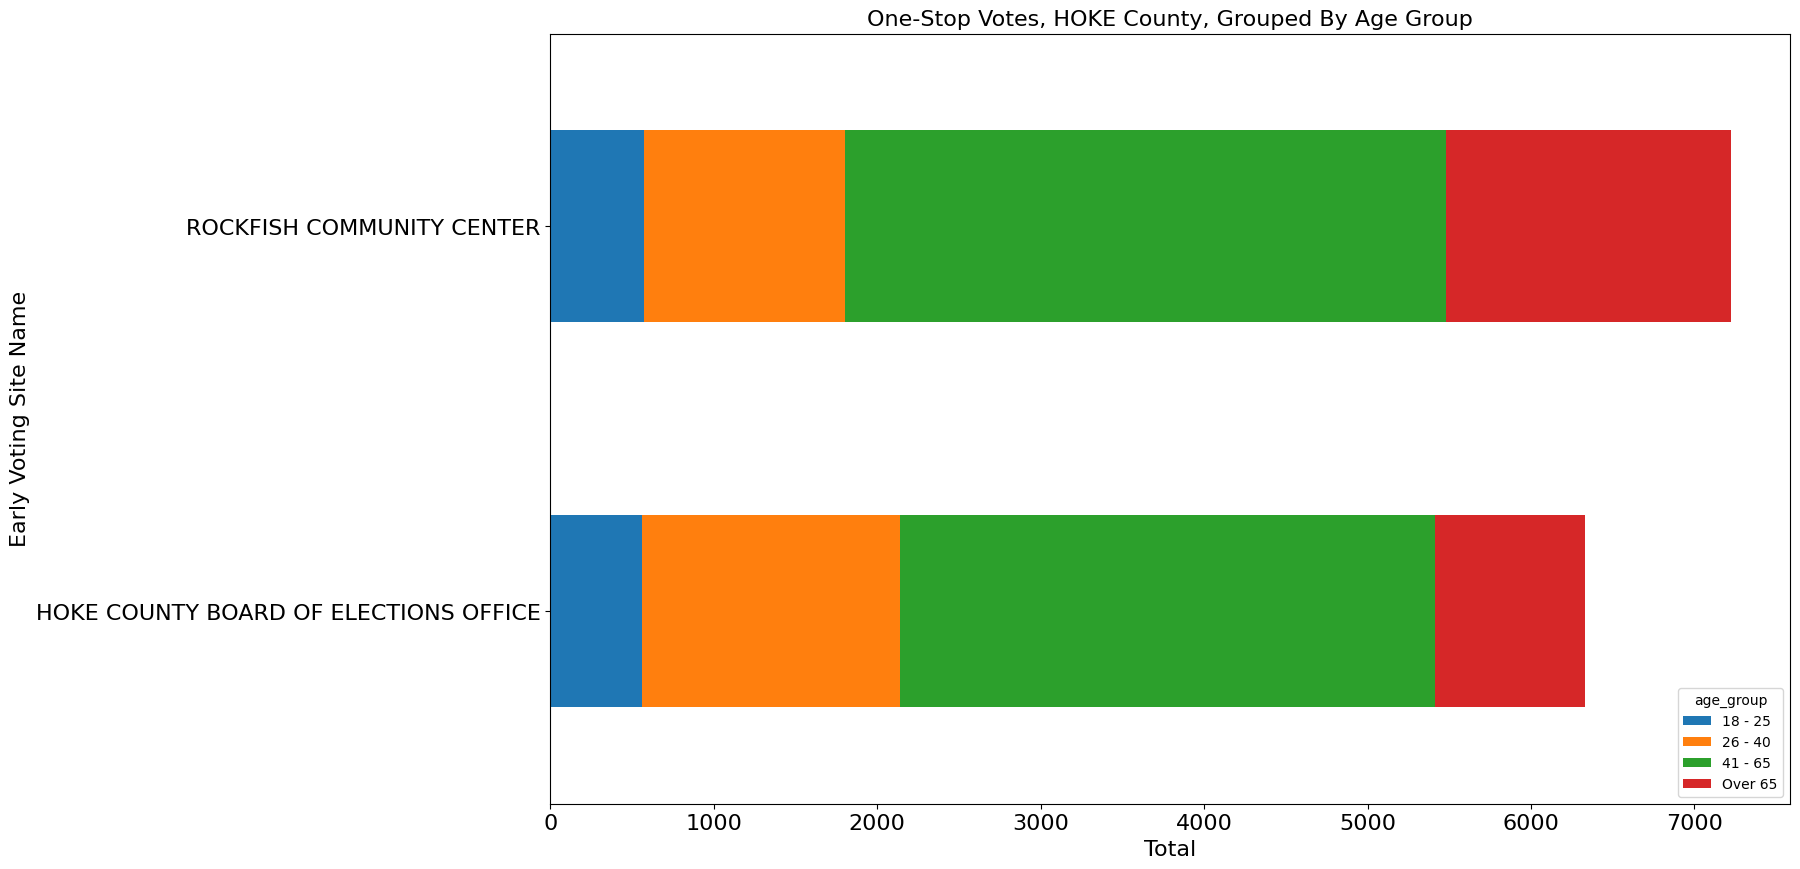 One-Stop Votes, HOKE County, Grouped By Age Group
Early Voting Site Name
ROCKFISH COMMUNITY CENTER
HOKE COUNTY BOARD OF ELECTIONS OFFICE
age_group
18 - 25
26 - 40
41 - 65
Over 65
0 1000 2000 3000 4000 5000 6000 7000
Total